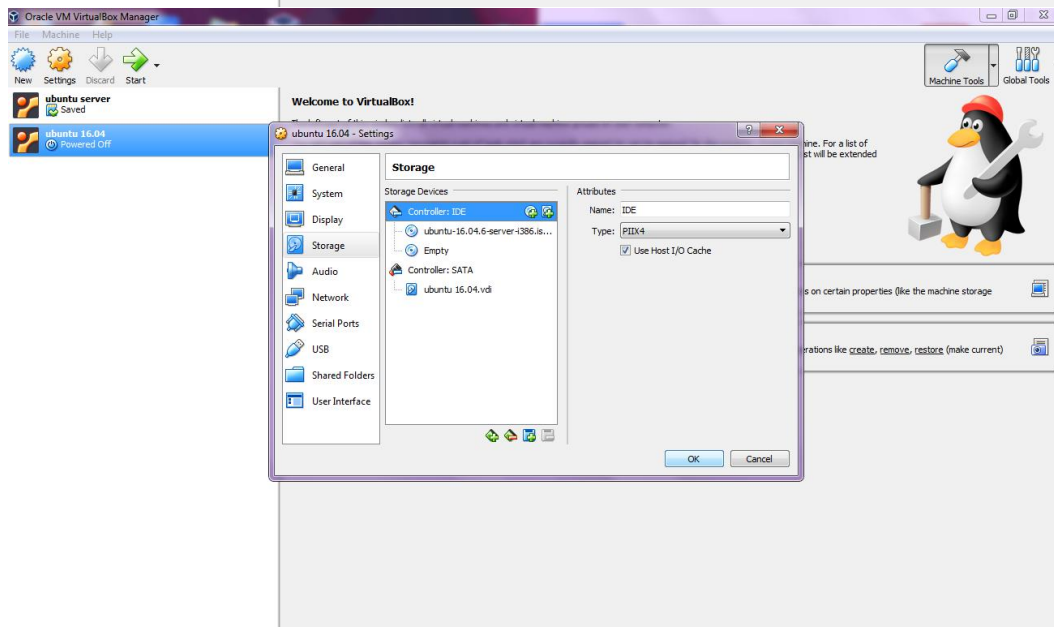 Oracle VM VirtualBox Manager
File Machine Help
New Settings Discard Start
Machine Tools Global Tools
ubuntu server
Saved
ubuntu 16.04
Powered Off
Welcome to VirtualBox!
ine. For a list of
st will be extended
ubuntu 16.04 - Settings
General
System
Display
Storage
Audio
Network
Serial Ports
USB
Shared Folders
User Interface
Storage
Storage Devices
Controller: IDE
ubuntu-16.04.6-server-i386.is...
Empty
Controller: SATA
ubuntu 16.04.vdi
Attributes
Name: IDE
Type: PIIX4
Use Host I/O Cache
OK Cancel
s on certain properties (like the machine storage
erations like create, remove, restore (make current)